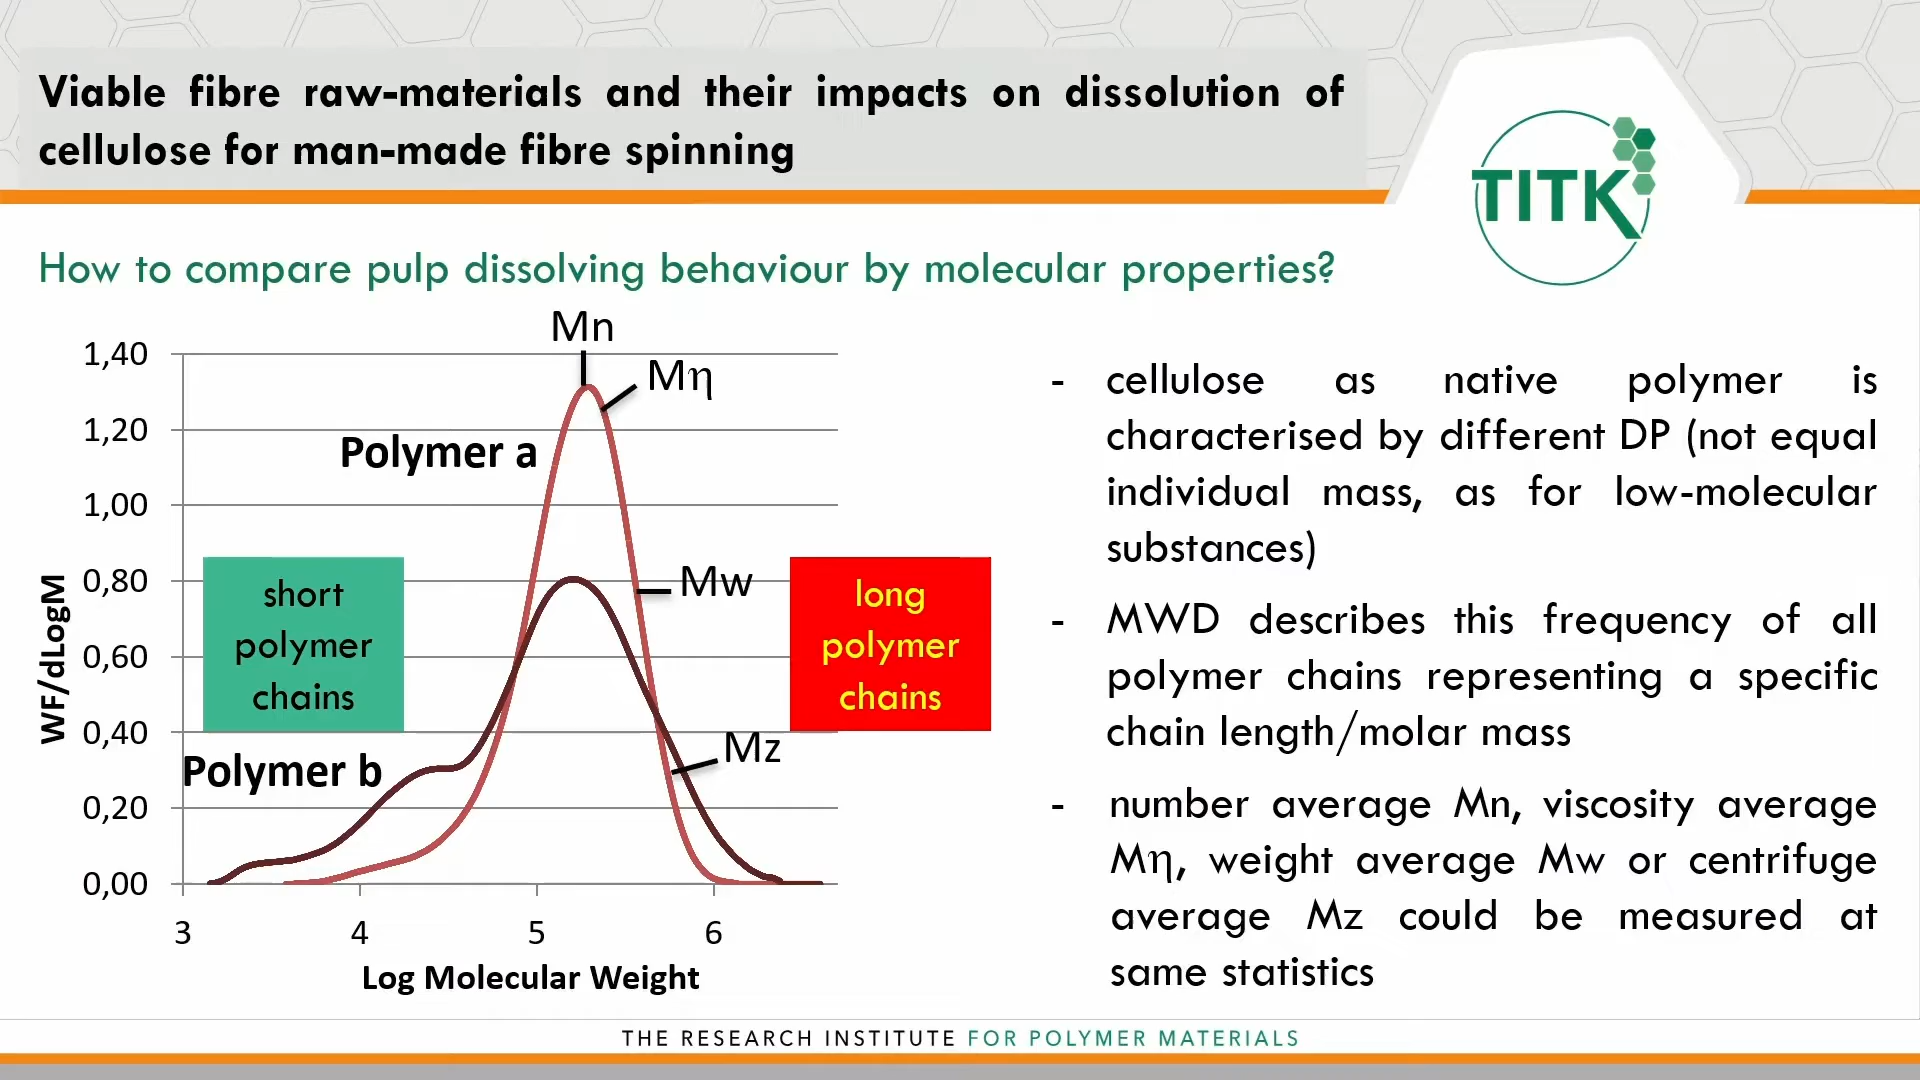 Viable fibre raw-materials and their impacts on dissolution of
cellulose for man-made fibre spinning
TITK
How to compare pulp dissolving behaviour by molecular properties?
Mn
Mη
Mw
Mz
Polymer a
Polymer b
short
polymer
chains
long
polymer
chains
1,40
1,20
1,00
0,80
0,60
0,40
0,20
0,00
WF/dLogM
3 4 5 6
Log Molecular Weight
- cellulose as native polymer is
characterised by different DP (not equal
individual mass, as for low-molecular
substances)
- MWD describes this frequency of all
polymer chains representing a specific
chain length/molar mass
- number average Mn, viscosity average
Mη, weight average Mw or centrifuge
average Mz could be measured at
same statistics
THE RESEARCH INSTITUTE FOR POLYMER MATERIALS